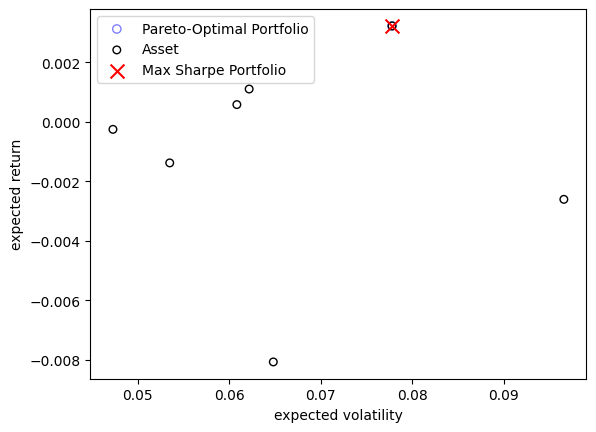 Pareto-Optimal Portfolio
Asset
Max Sharpe Portfolio
0.002
0.000
−0.002
−0.004
−0.006
−0.008
expected return
0.05 0.06 0.07 0.08 0.09
expected volatility